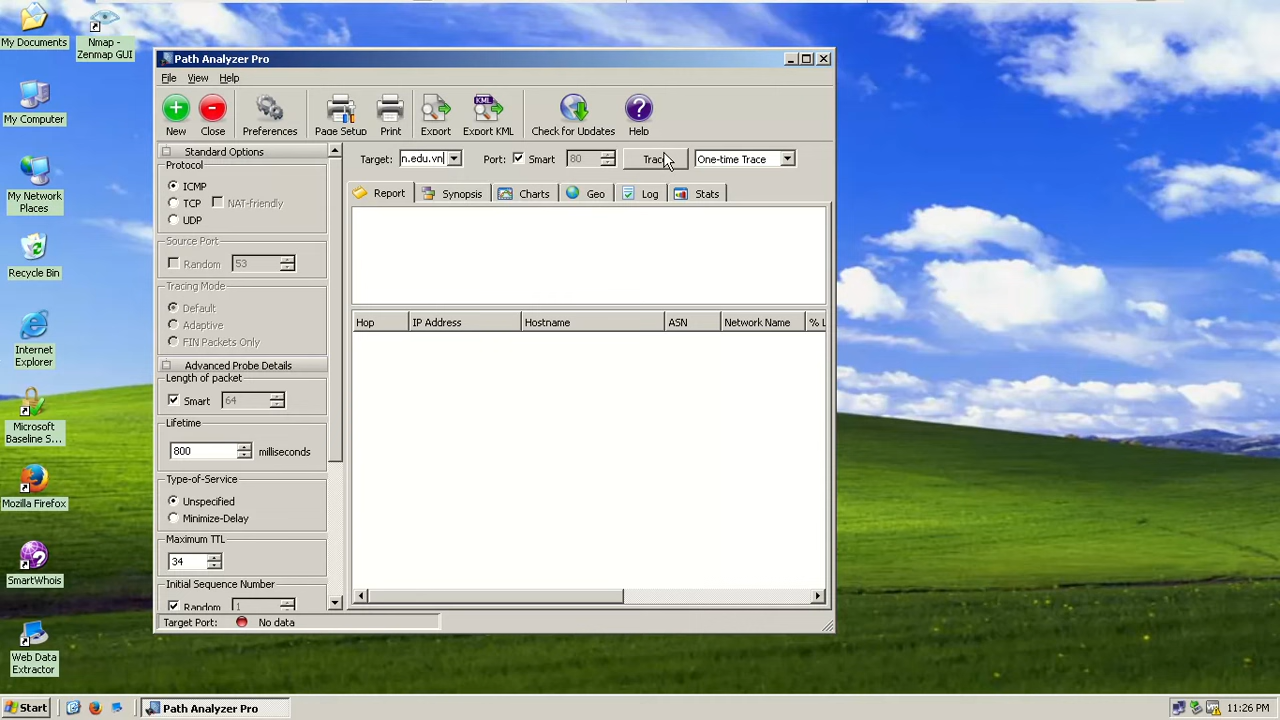 My Documents
Nmap -
Zenmap GUI
My Computer
My Network
Places
Recycle Bin
Internet
Explorer
Microsoft
Baseline S...
Mozilla Firefox
SmartWhois
Web Data
Extractor
Path Analyzer Pro
File View Help
New Close Preferences Page Setup Print Export KML Export KML Check for Updates ? Help
Standard Options
Target: n.edu.vn Port: Smart 80 Trace One-time Trace
Protocol
ICMP
TCP NAT-friendly
UDP
Report Synopsis Charts Geo Log Stats
Source Port
Random 53
Tracing Mode
Default
Adaptive
FIN Packets Only
Hop IP Address Hostname ASN Network Name % L
Advanced Probe Details
Length of packet
Smart 64
Lifetime
800 milliseconds
Type-of-Service
Unspecified
Minimize-Delay
Maximum TTL
34
Initial Sequence Number
Random 1
Target Port: No data
Start Path Analyzer Pro 11:26 PM